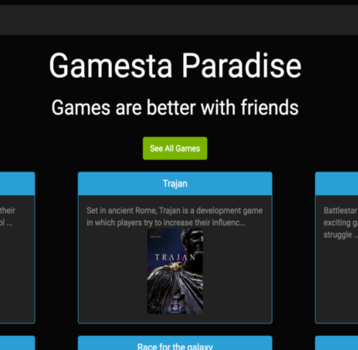 Gamesta Paradise
Games are better with friends
See All Games
their
ol ...
Trajan
Set in ancient Rome, Trajan is a development game
in which players try to increase their influenc...
TRAJAN
Battlestar
exciting g
struggle ...
Race for the galaxy